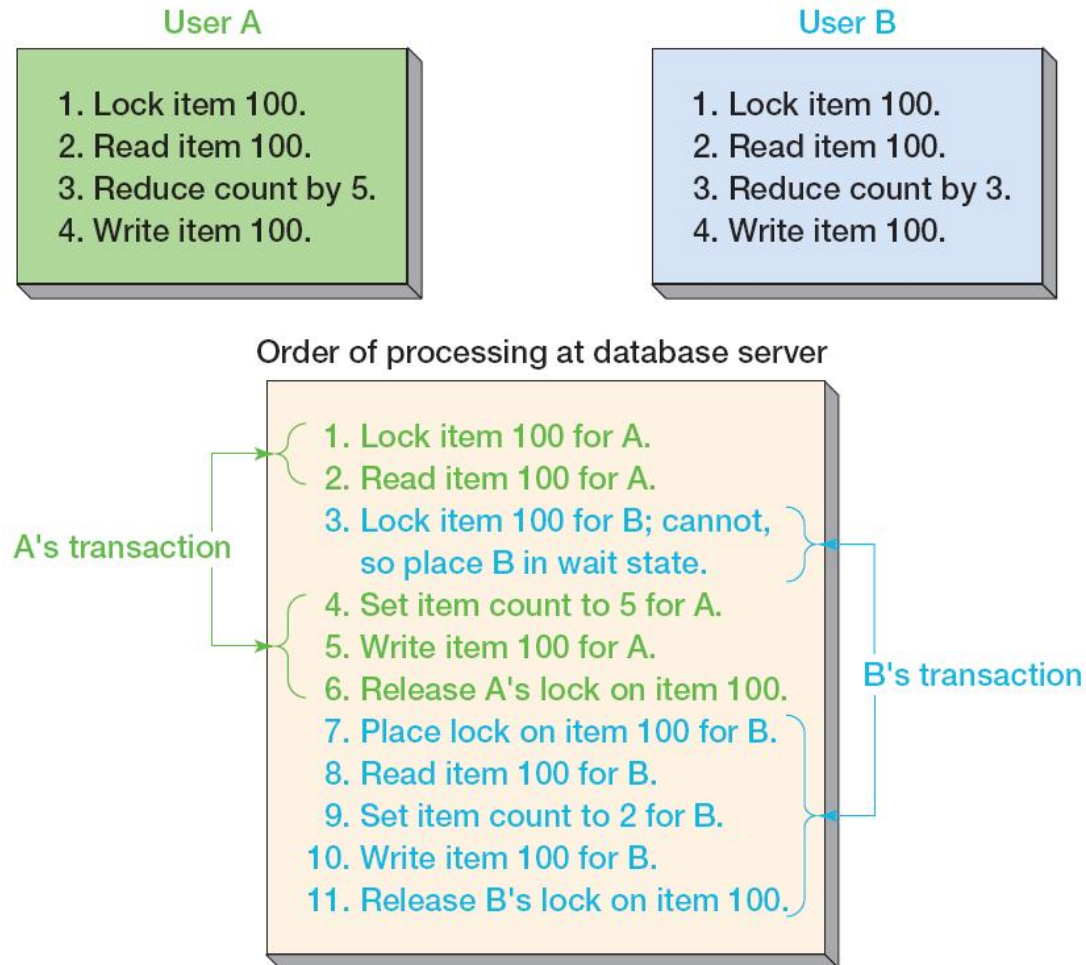 User A
1. Lock item 100.
2. Read item 100.
3. Reduce count by 5.
4. Write item 100.
User B
1. Lock item 100.
2. Read item 100.
3. Reduce count by 3.
4. Write item 100.
Order of processing at database server
1. Lock item 100 for A.
2. Read item 100 for A.
3. Lock item 100 for B; cannot,
so place B in wait state.
4. Set item count to 5 for A.
5. Write item 100 for A.
6. Release A's lock on item 100.
7. Place lock on item 100 for B.
8. Read item 100 for B.
9. Set item count to 2 for B.
10. Write item 100 for B.
11. Release B's lock on item 100.
A's transaction
B's transaction